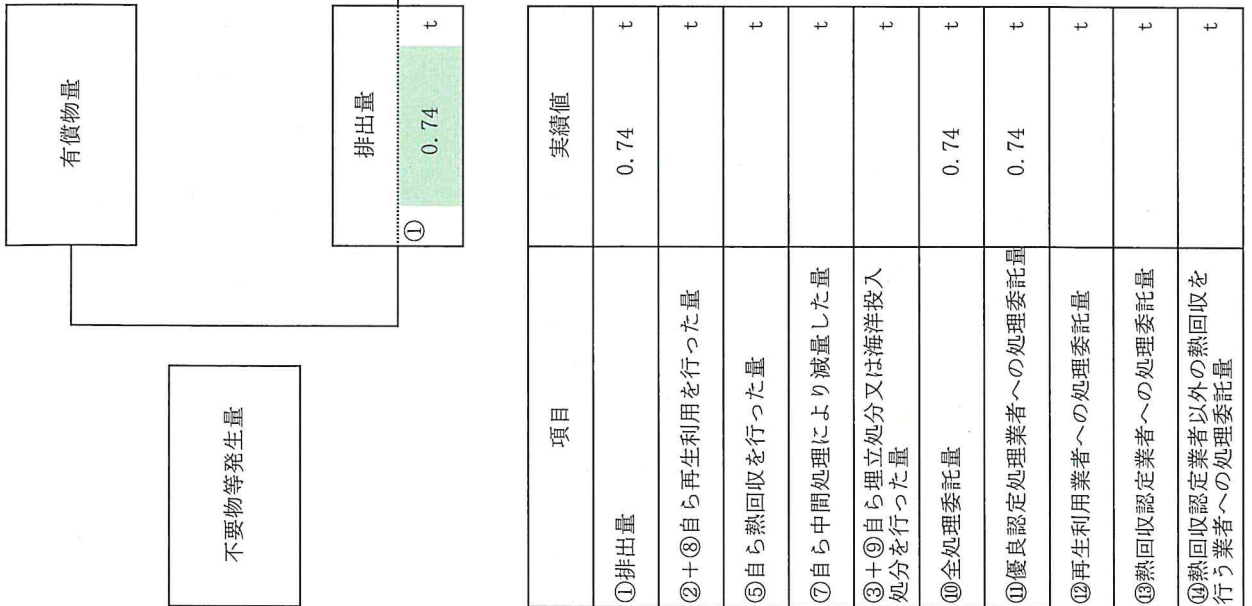 有償物量
不要物等発生量
排出量
① 0.74 t
項目 実績値
①排出量 0.74 t
②+⑧自ら再生利用を行った量 t
⑤自ら熱回収を行った量 t
⑦自ら中間処理により減量した量 t
③+⑨自ら埋立処分又は海洋投入
処分を行った量 t
⑩全処理委託量 0.74 t
⑪優良認定処理業者への処理委託量 0.74 t
⑫再生利用業者への処理委託量 t
⑬熱回収認定業者への処理委託量 t
⑭熱回収認定業者以外の熱回収を
行う業者への処理委託量 t